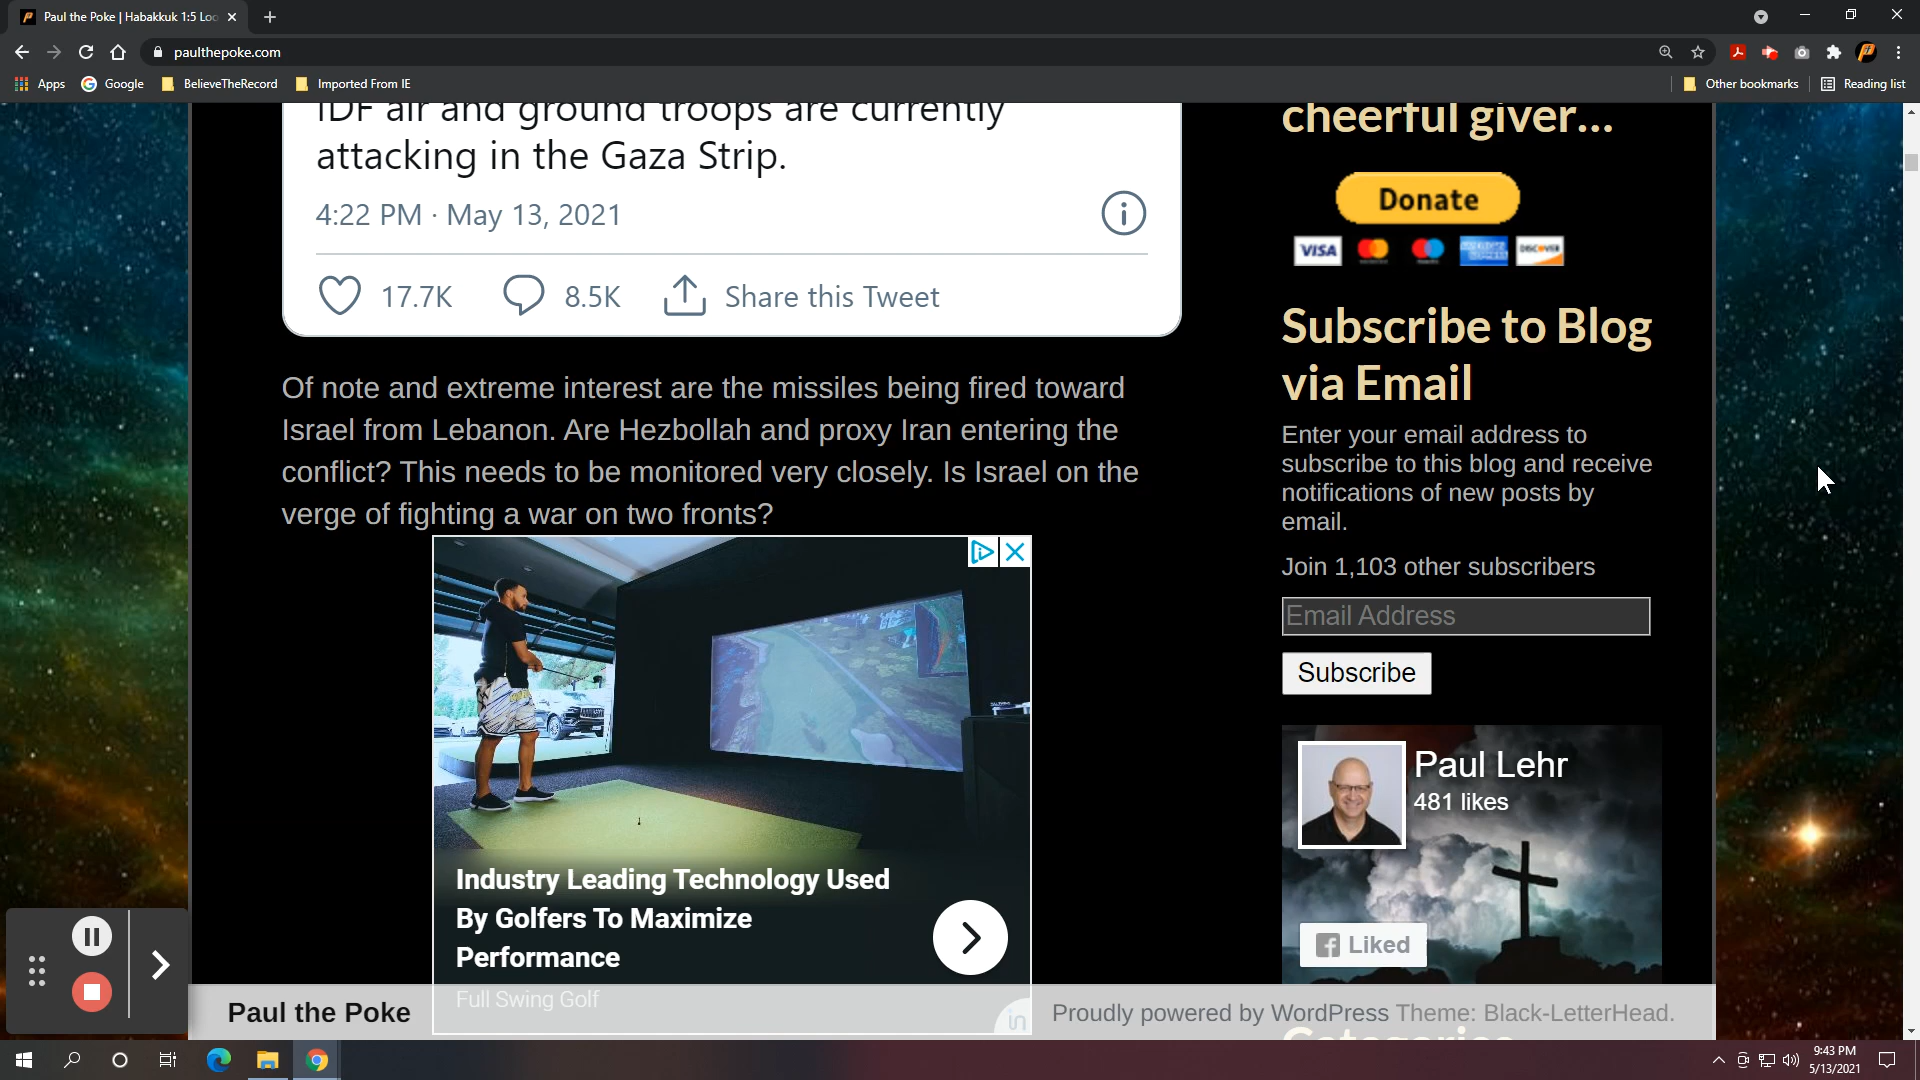 Paul the Poke | Habakkuk 1:5 Loo
paulthepoke.com
Apps
Google
BelieveTheRecord
Imported From IE
Other bookmarks
Reading list
IDF air and ground troops are currently
attacking in the Gaza Strip.
4:22 PM · May 13, 2021
17.7K
8.5K
Share this Tweet
Of note and extreme interest are the missiles being fired toward
Israel from Lebanon. Are Hezbollah and proxy Iran entering the
conflict? This needs to be monitored very closely. Is Israel on the
verge of fighting a war on two fronts?
Industry Leading Technology Used
By Golfers To Maximize
Performance
Full Swing Golf
in
cheerful giver...
Donate
VISA
AMERICAN EXPRESS
DISCOVER
Subscribe to Blog
via Email
Enter your email address to
subscribe to this blog and receive
notifications of new posts by
email.
Join 1,103 other subscribers
Email Address
Subscribe
Paul Lehr
481 likes
Liked
Paul the Poke
Proudly powered by WordPress Theme: Black-LetterHead.
Categories
9:43 PM
5/13/2021